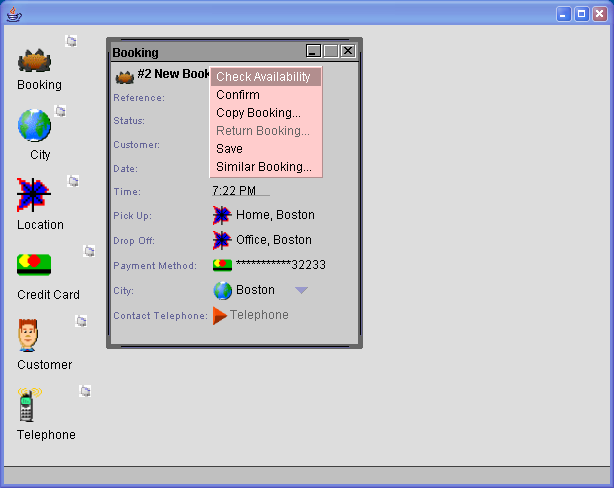 Booking
City
Location
Credit Card
Customer
Telephone
Booking
#2 New Book
Check Availability
Confirm
Copy Booking...
Return Booking...
Save
Similar Booking...
Reference:
Status:
Customer:
Date:
Time: 7:22 PM
Pick Up: Home, Boston
Drop Off: Office, Boston
Payment Method: ***********32233
City: Boston
Contact Telephone: Telephone